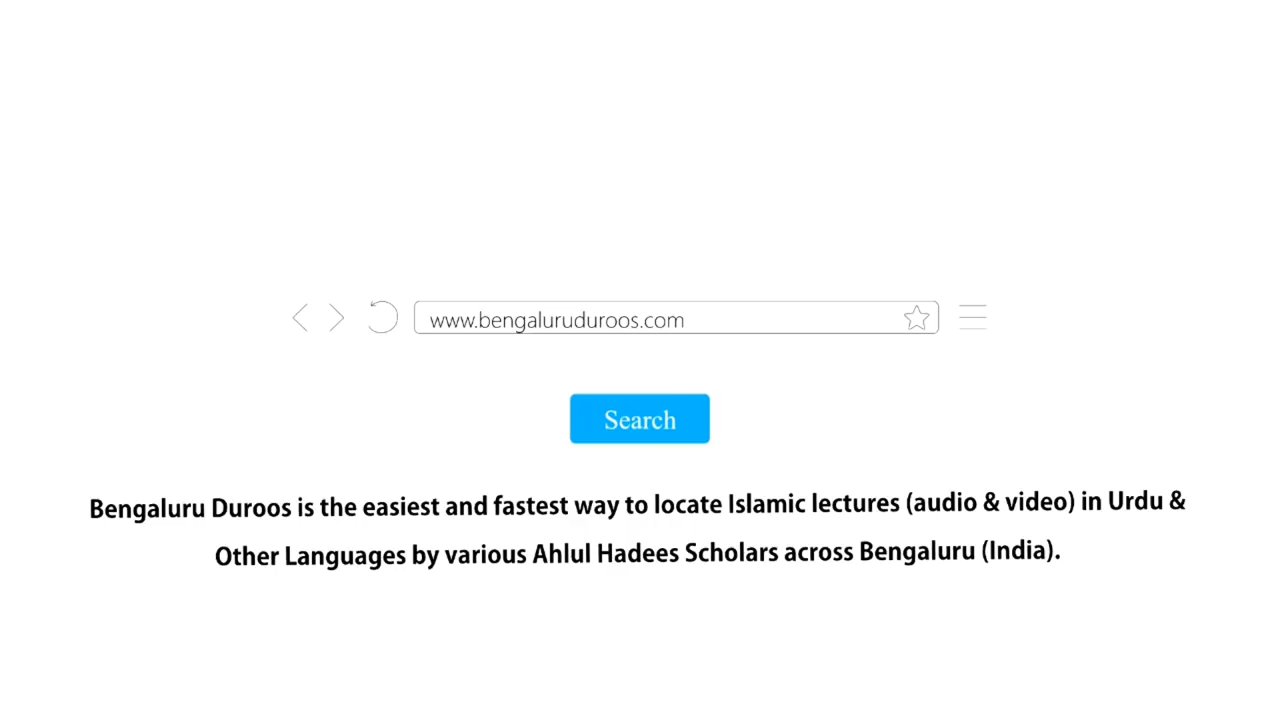 www.bengaluruduroos.com
Search
Bengaluru Duroos is the easiest and fastest way to locate Islamic lectures (audio & video) in Urdu &
Other Languages by various Ahlul Hadees Scholars across Bengaluru (India).